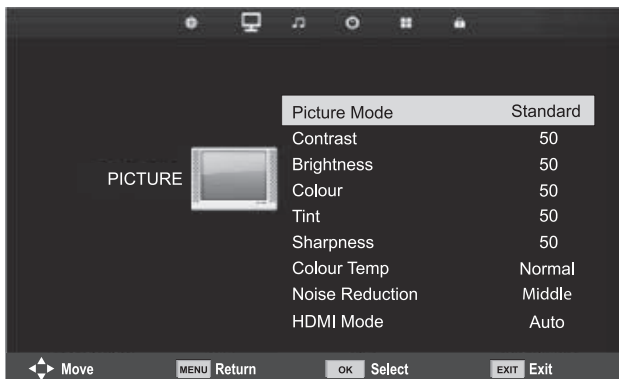 Picture Mode Standard
Contrast 50
Brightness 50
PICTURE
Colour 50
Tint 50
Sharpness 50
Colour Temp Normal
Noise Reduction Middle
HDMI Mode Auto
Move MENU Return OK Select EXIT Exit